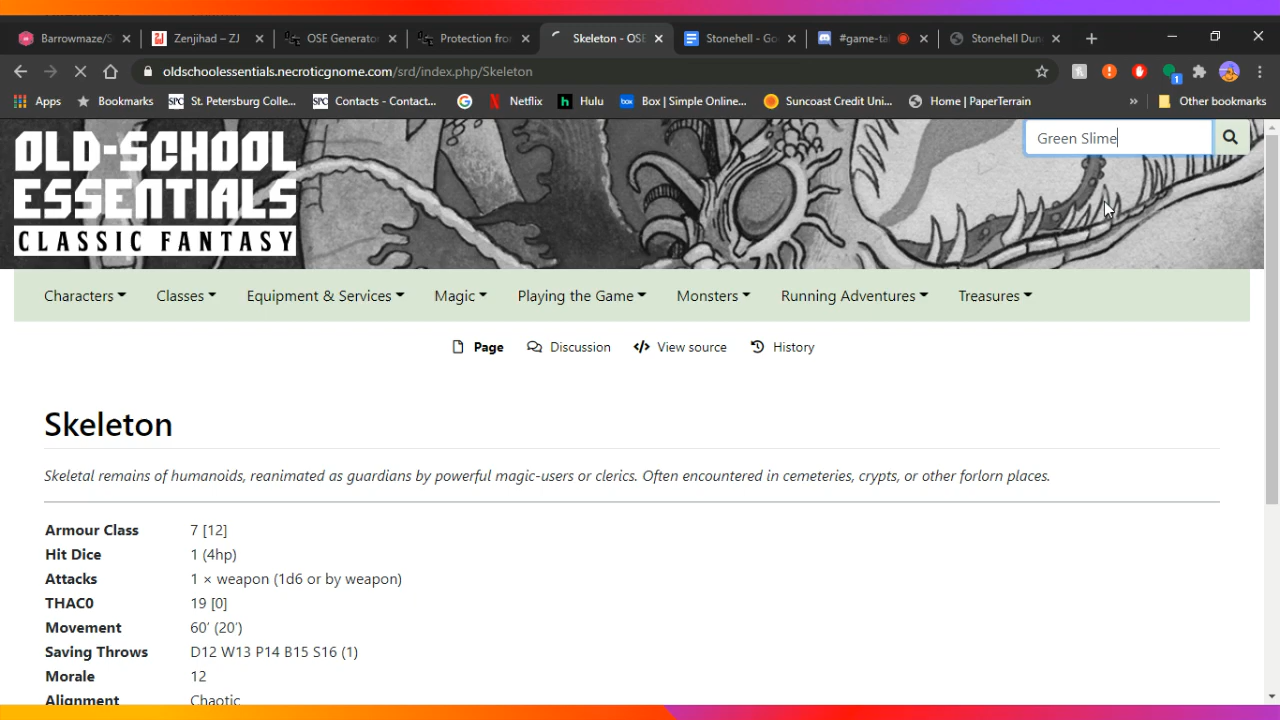 Barrowmaze/S
Zenjihad – ZJ
OSE Generator
Protection fro
Skeleton - OSE
Stonehell - Go
#game-tal
Stonehell Dun
oldschoolessentials.necroticgnome.com/srd/index.php/Skeleton
1
Apps
Bookmarks
SPC St. Petersburg Colle...
SPC Contacts - Contact...
Netflix
h Hulu
box Box | Simple Online...
Suncoast Credit Uni...
Home | PaperTerrain
»
Other bookmarks
OLD-SCHOOL
ESSENTIALS
CLASSIC FANTASY
Green Slime
Characters
Classes
Equipment & Services
Magic
Playing the Game
Monsters
Running Adventures
Treasures
Page
Discussion
View source
History
Skeleton
Skeletal remains of humanoids, reanimated as guardians by powerful magic-users or clerics. Often encountered in cemeteries, crypts, or other forlorn places.
Armour Class 7 [12]
Hit Dice 1 (4hp)
Attacks 1 × weapon (1d6 or by weapon)
THAC0 19 [0]
Movement 60’ (20’)
Saving Throws D12 W13 P14 B15 S16 (1)
Morale 12
Alignment Chaotic